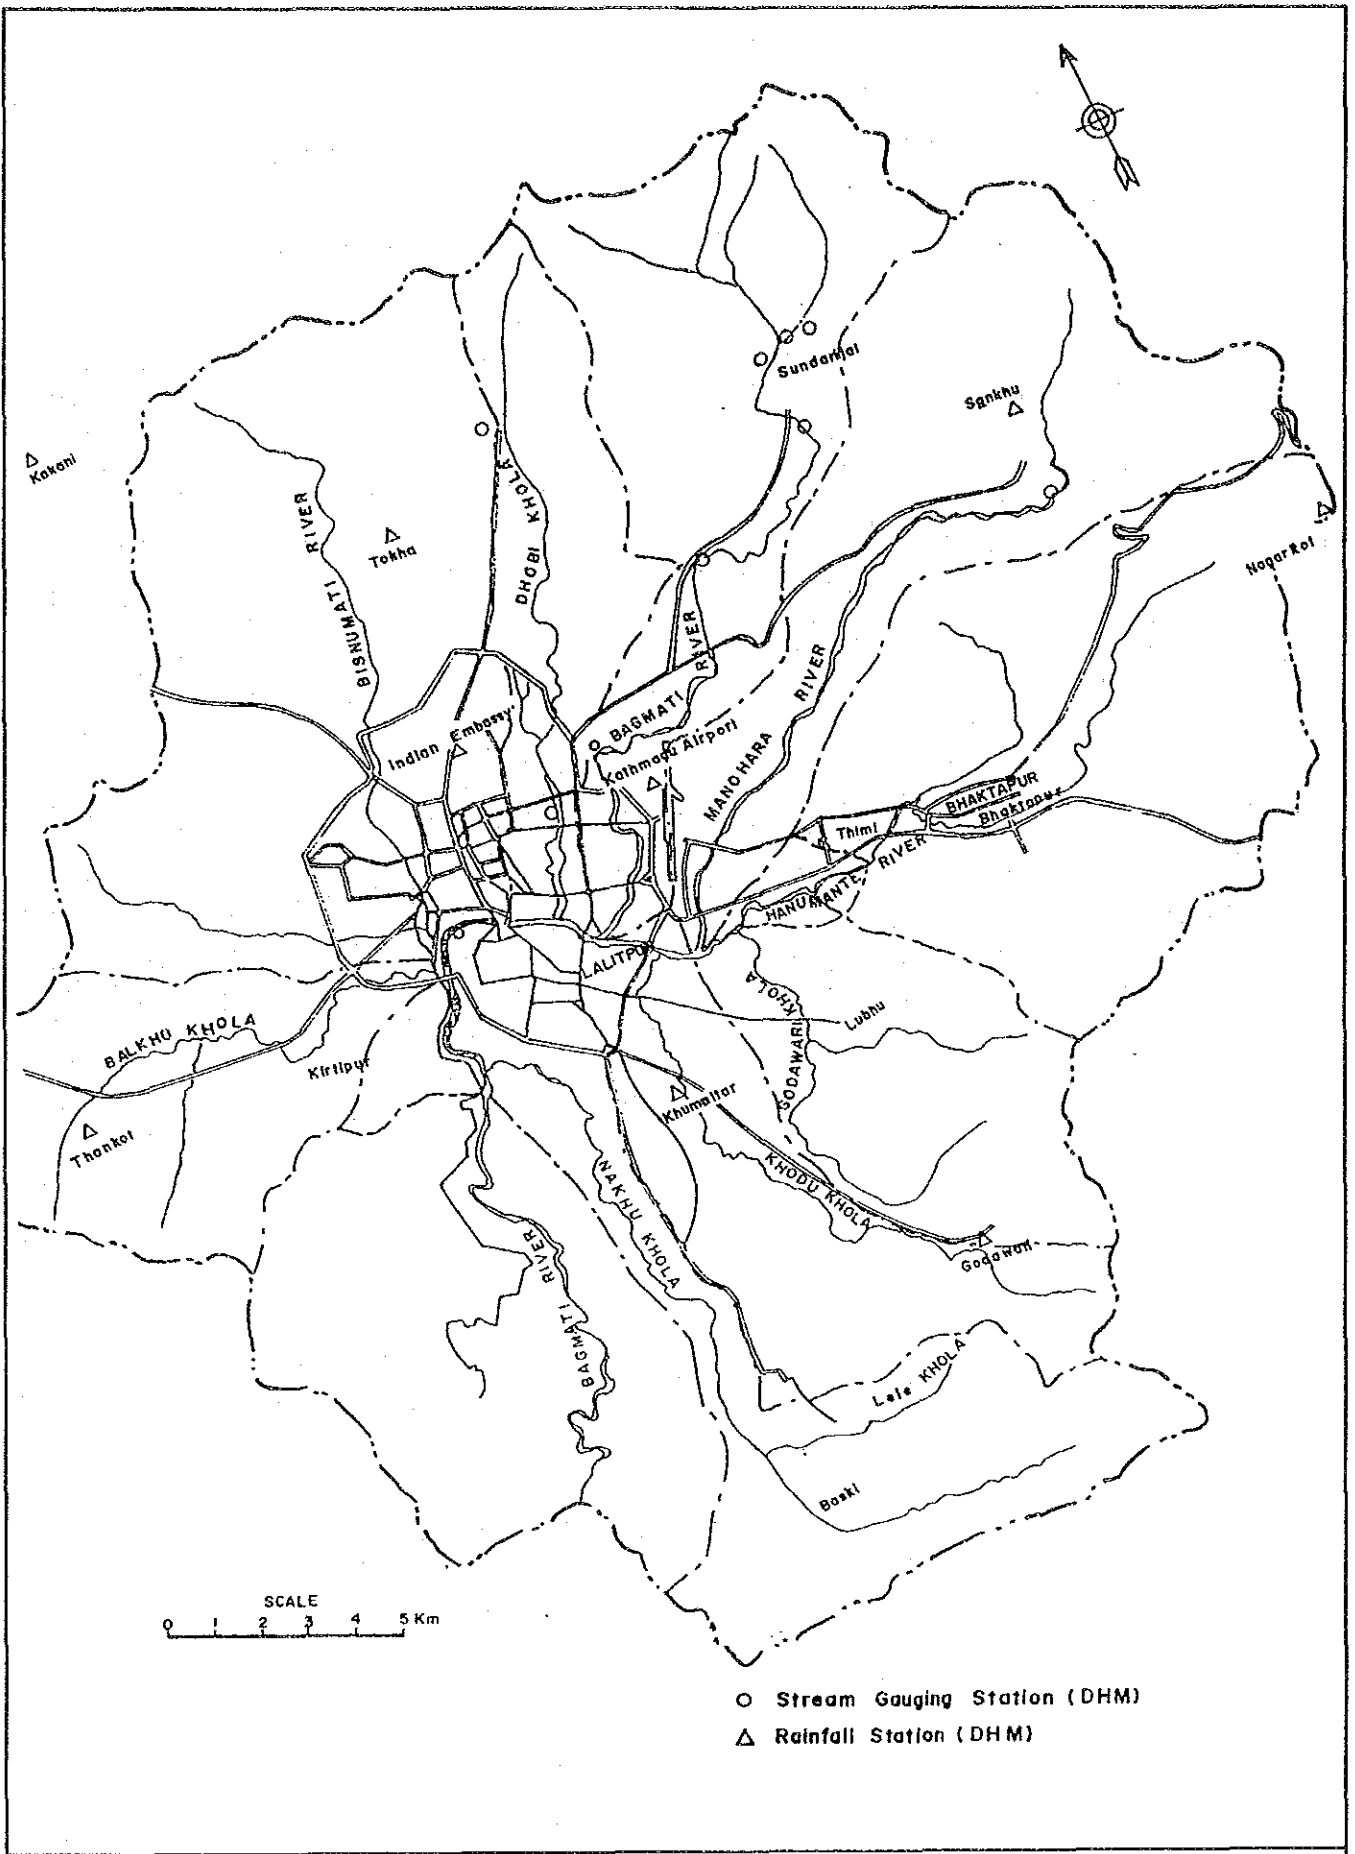 Sundarijal
Sankhu
Kakani
BISNUMATI RIVER
Tokha
DHOBI KHOLA
Nagarkot
BAGMATI RIVER
MANOHARA RIVER
Indian Embassy
Kathmadu Airport
BHAKTAPUR
Bhaktapur
Thimi
HANUMANTE RIVER
LALITPUR
GODAWARI KHOLA
Lubhu
BALKHU KHOLA
Kirtipur
Khumaltar
Thankot
NAKHU KHOLA
KHODU KHOLA
Godawari
BAGMATI RIVER
Lele KHOLA
Baski
SCALE
0 1 2 3 4 5 Km
Stream Gauging Station (DHM)
Rainfall Station (DHM)